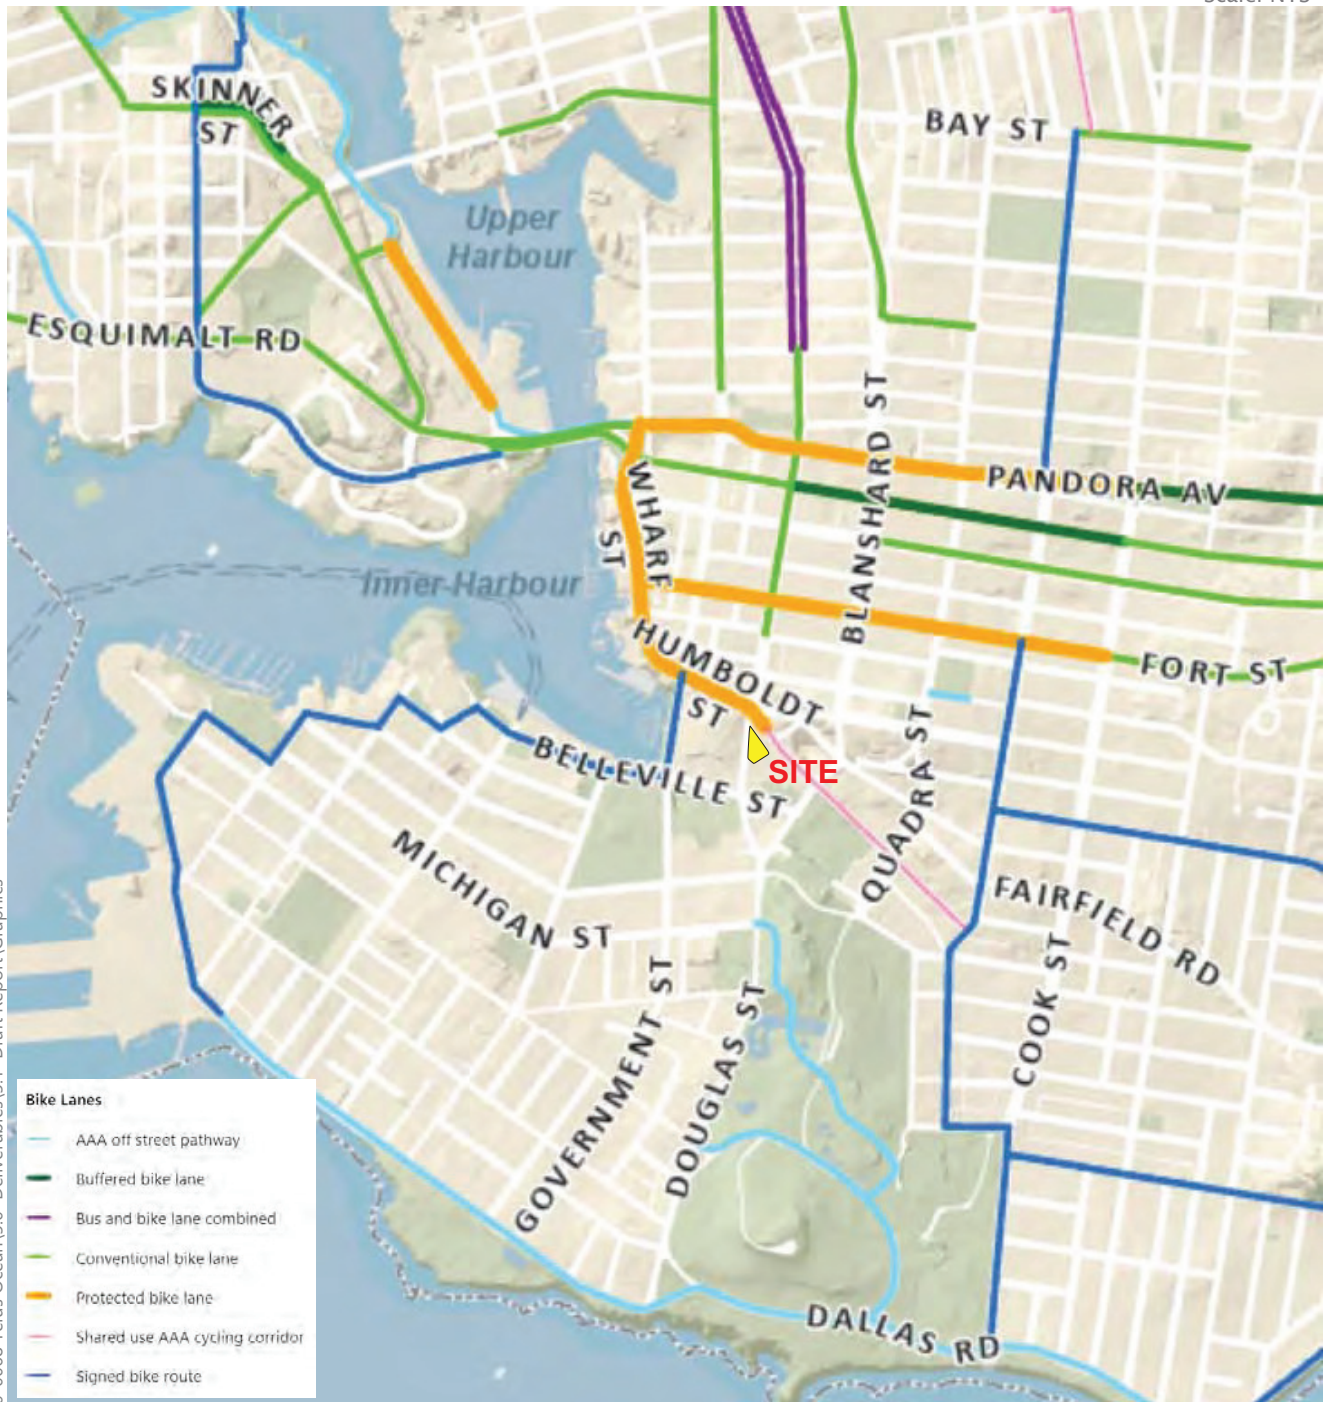 SKINNER
ST
BAY ST
Upper
Harbour
ESQUIMALT RD
BLANSHARD ST
PANDORA AV
WHARF
ST
Inner Harbour
HUMBOLDT
ST
FORT ST
SITE
BELLEVILLE ST
QUADRA ST
MICHIGAN ST
FAIRFIELD RD
COOK ST
GOVERNMENT ST
DOUGLAS ST
DALLAS RD
Bike Lanes
AAA off street pathway
Buffered bike lane
Bus and bike lane combined
Conventional bike lane
Protected bike lane
Shared use AAA cycling corridor
Signed bike route